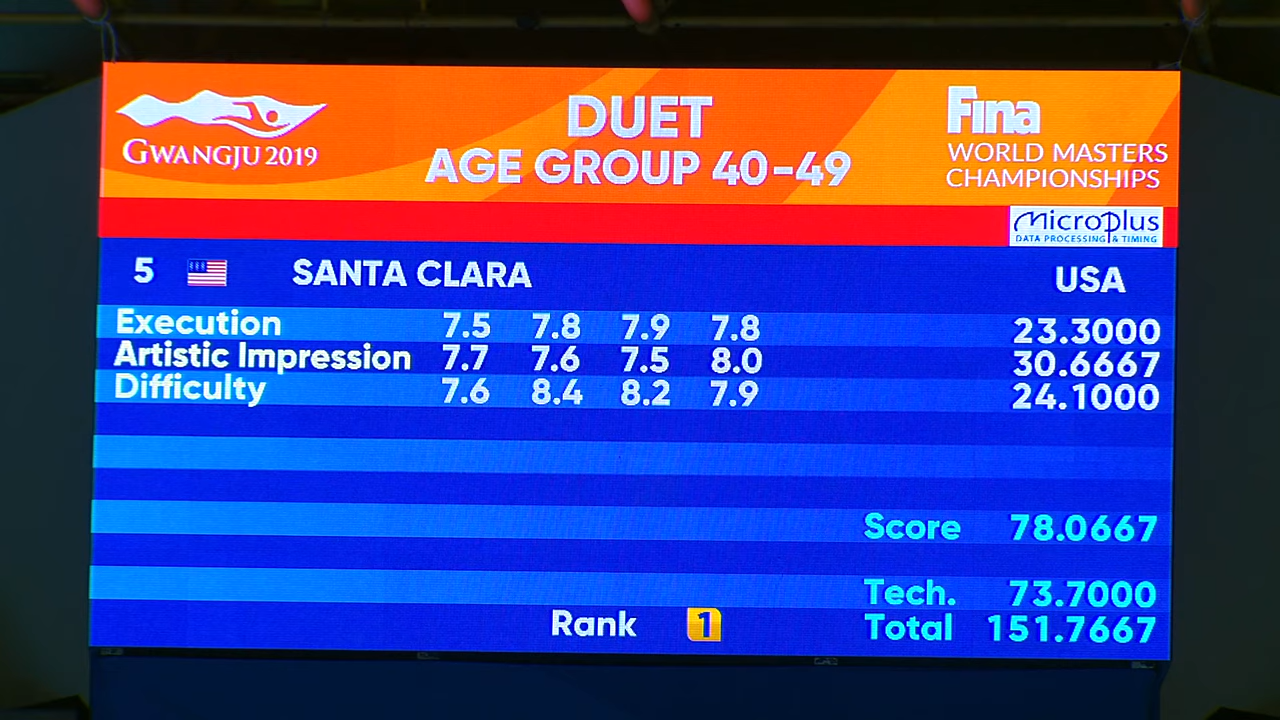 GWANGJU 2019
DUET
AGE GROUP 40-49
Fina
WORLD MASTERS
CHAMPIONSHIPS
Microplus
DATA PROCESSING & TIMING
5 SANTA CLARA USA
Execution 7.5 7.8 7.9 7.8 23.3000
Artistic Impression 7.7 7.6 7.5 8.0 30.6667
Difficulty 7.6 8.4 8.2 7.9 24.1000
Score 78.0667
Tech. 73.7000
Rank 1 Total 151.7667